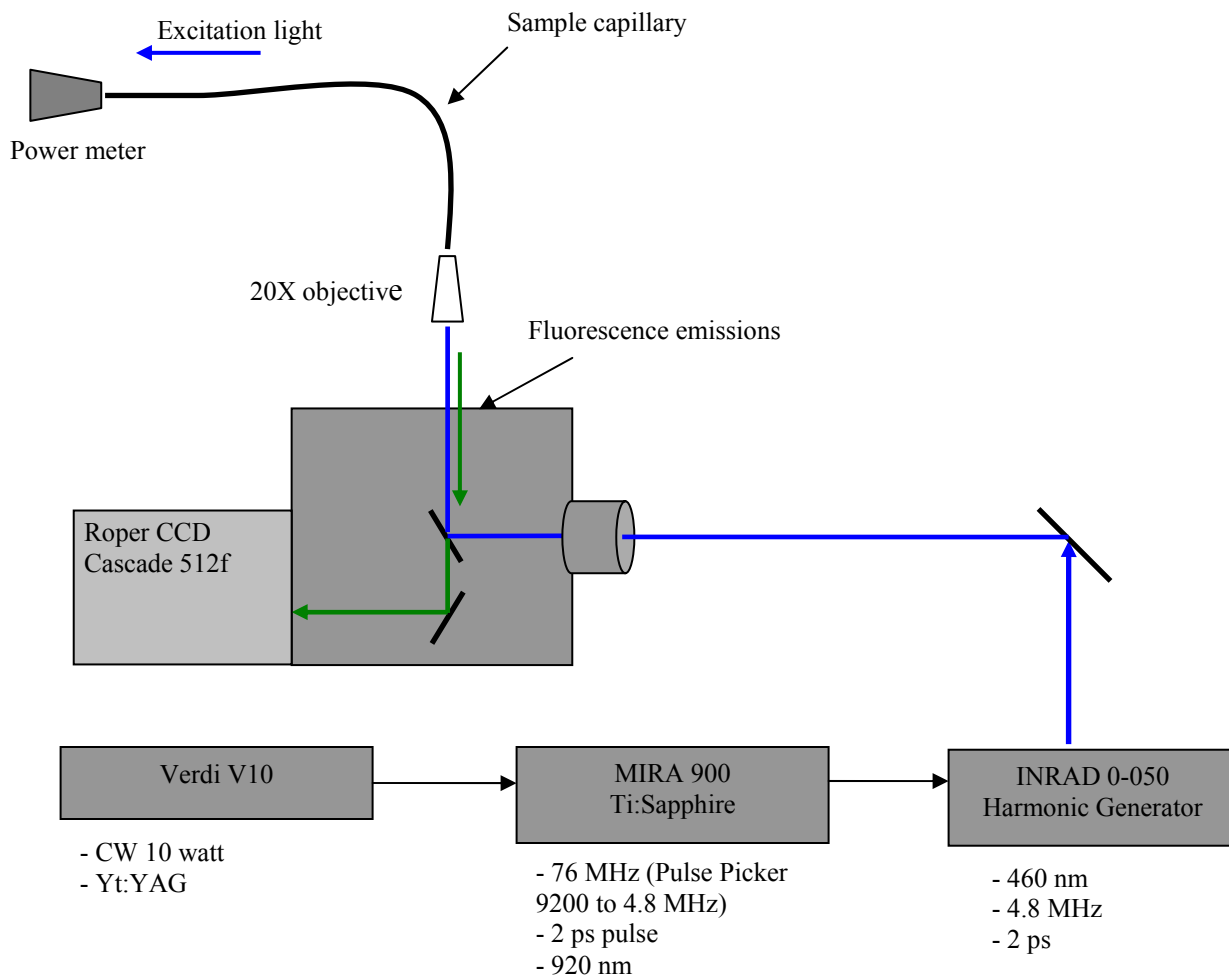 Excitation light
Sample capillary
Power meter
20X objective
Fluorescence emissions
Roper CCD
Cascade 512f
Verdi V10
MIRA 900
Ti:Sapphire
INRAD 0-050
Harmonic Generator
- CW 10 watt
- Yt:YAG
- 76 MHz (Pulse Picker
9200 to 4.8 MHz)
- 2 ps pulse
- 920 nm
- 460 nm
- 4.8 MHz
- 2 ps